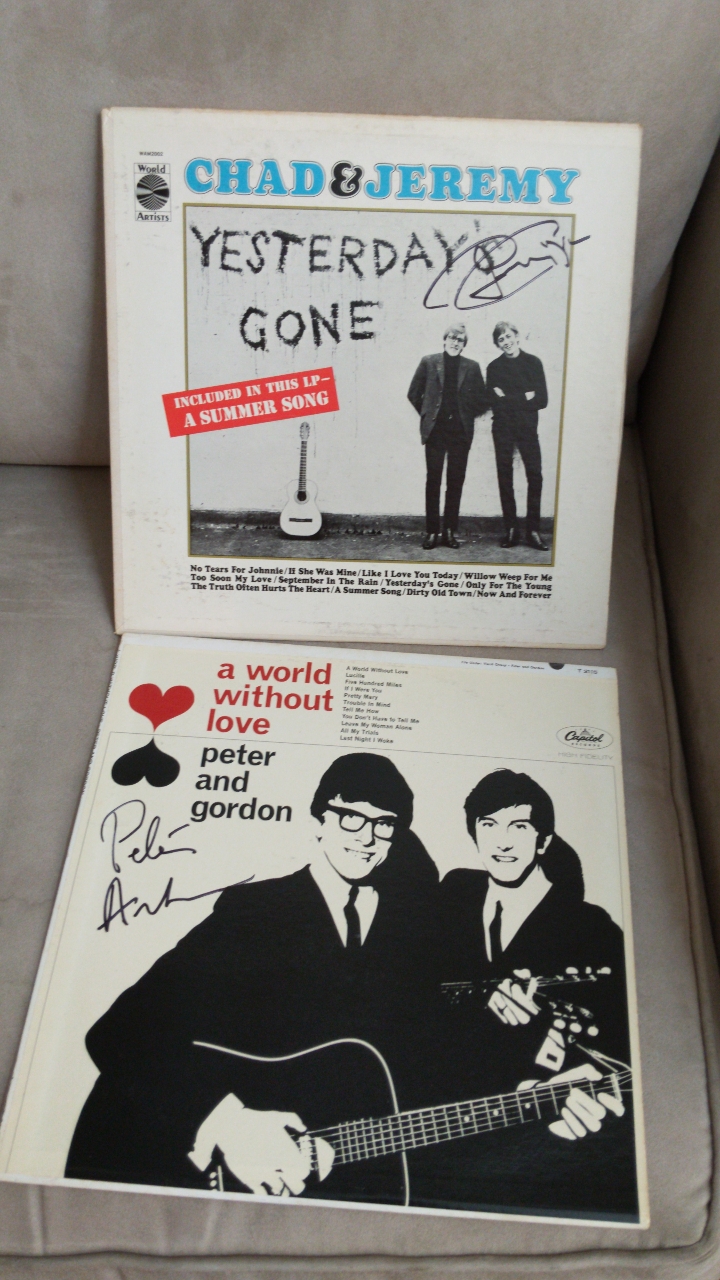 WAM2002
World
Artists
CHAD & JEREMY
YESTERDAY'S
GONE
INCLUDED IN THIS LP—
A SUMMER SONG
No Tears For Johnnie/If She Was Mine/Like I Love You Today/Willow Weep For Me
Too Soon My Love/September In The Rain/Yesterday's Gone/Only For The Young
The Truth Often Hurts The Heart/A Summer Song/Dirty Old Town/Now And Forever
a world
without
love
peter
and
gordon
A World Without Love
Lucille
Five Hundred Miles
If I Were You
Pretty Mary
Trouble In Mind
Tell Me How
You Don't Have to Tell Me
Leave My Woman Alone
All My Trials
Last Night I Woke
Capitol
RECORDS
HIGH FIDELITY
Peter